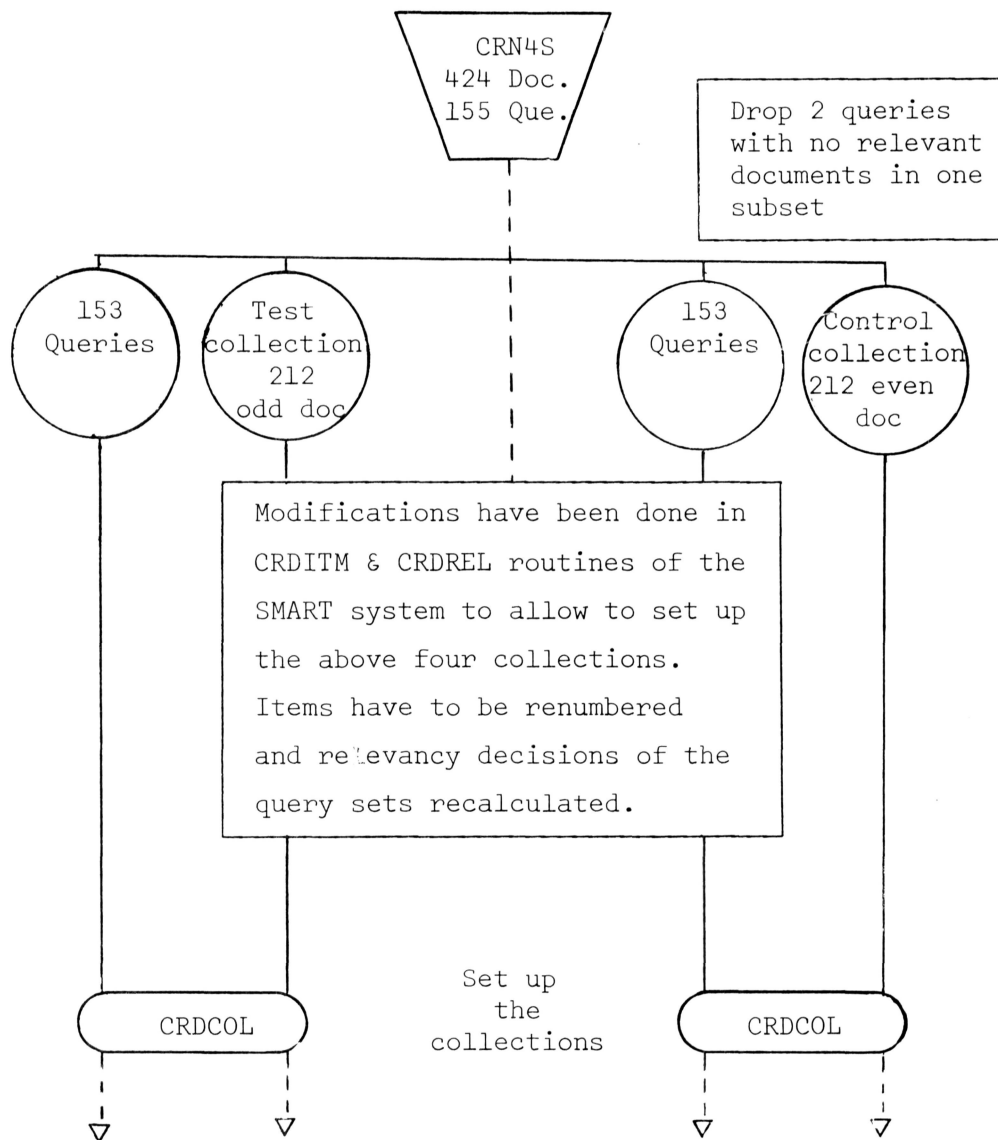 CRN4S
424 Doc.
155 Que.
Drop 2 queries
with no relevant
documents in one
subset
153
Queries
Test
collection
212
odd doc
153
Queries
Control
collection
212 even
doc
Modifications have been done in
CRDITM & CRDREL routines of the
SMART system to allow to set up
the above four collections.
Items have to be renumbered
and relevancy decisions of the
query sets recalculated.
Set up
the
collections
CRDCOL
CRDCOL